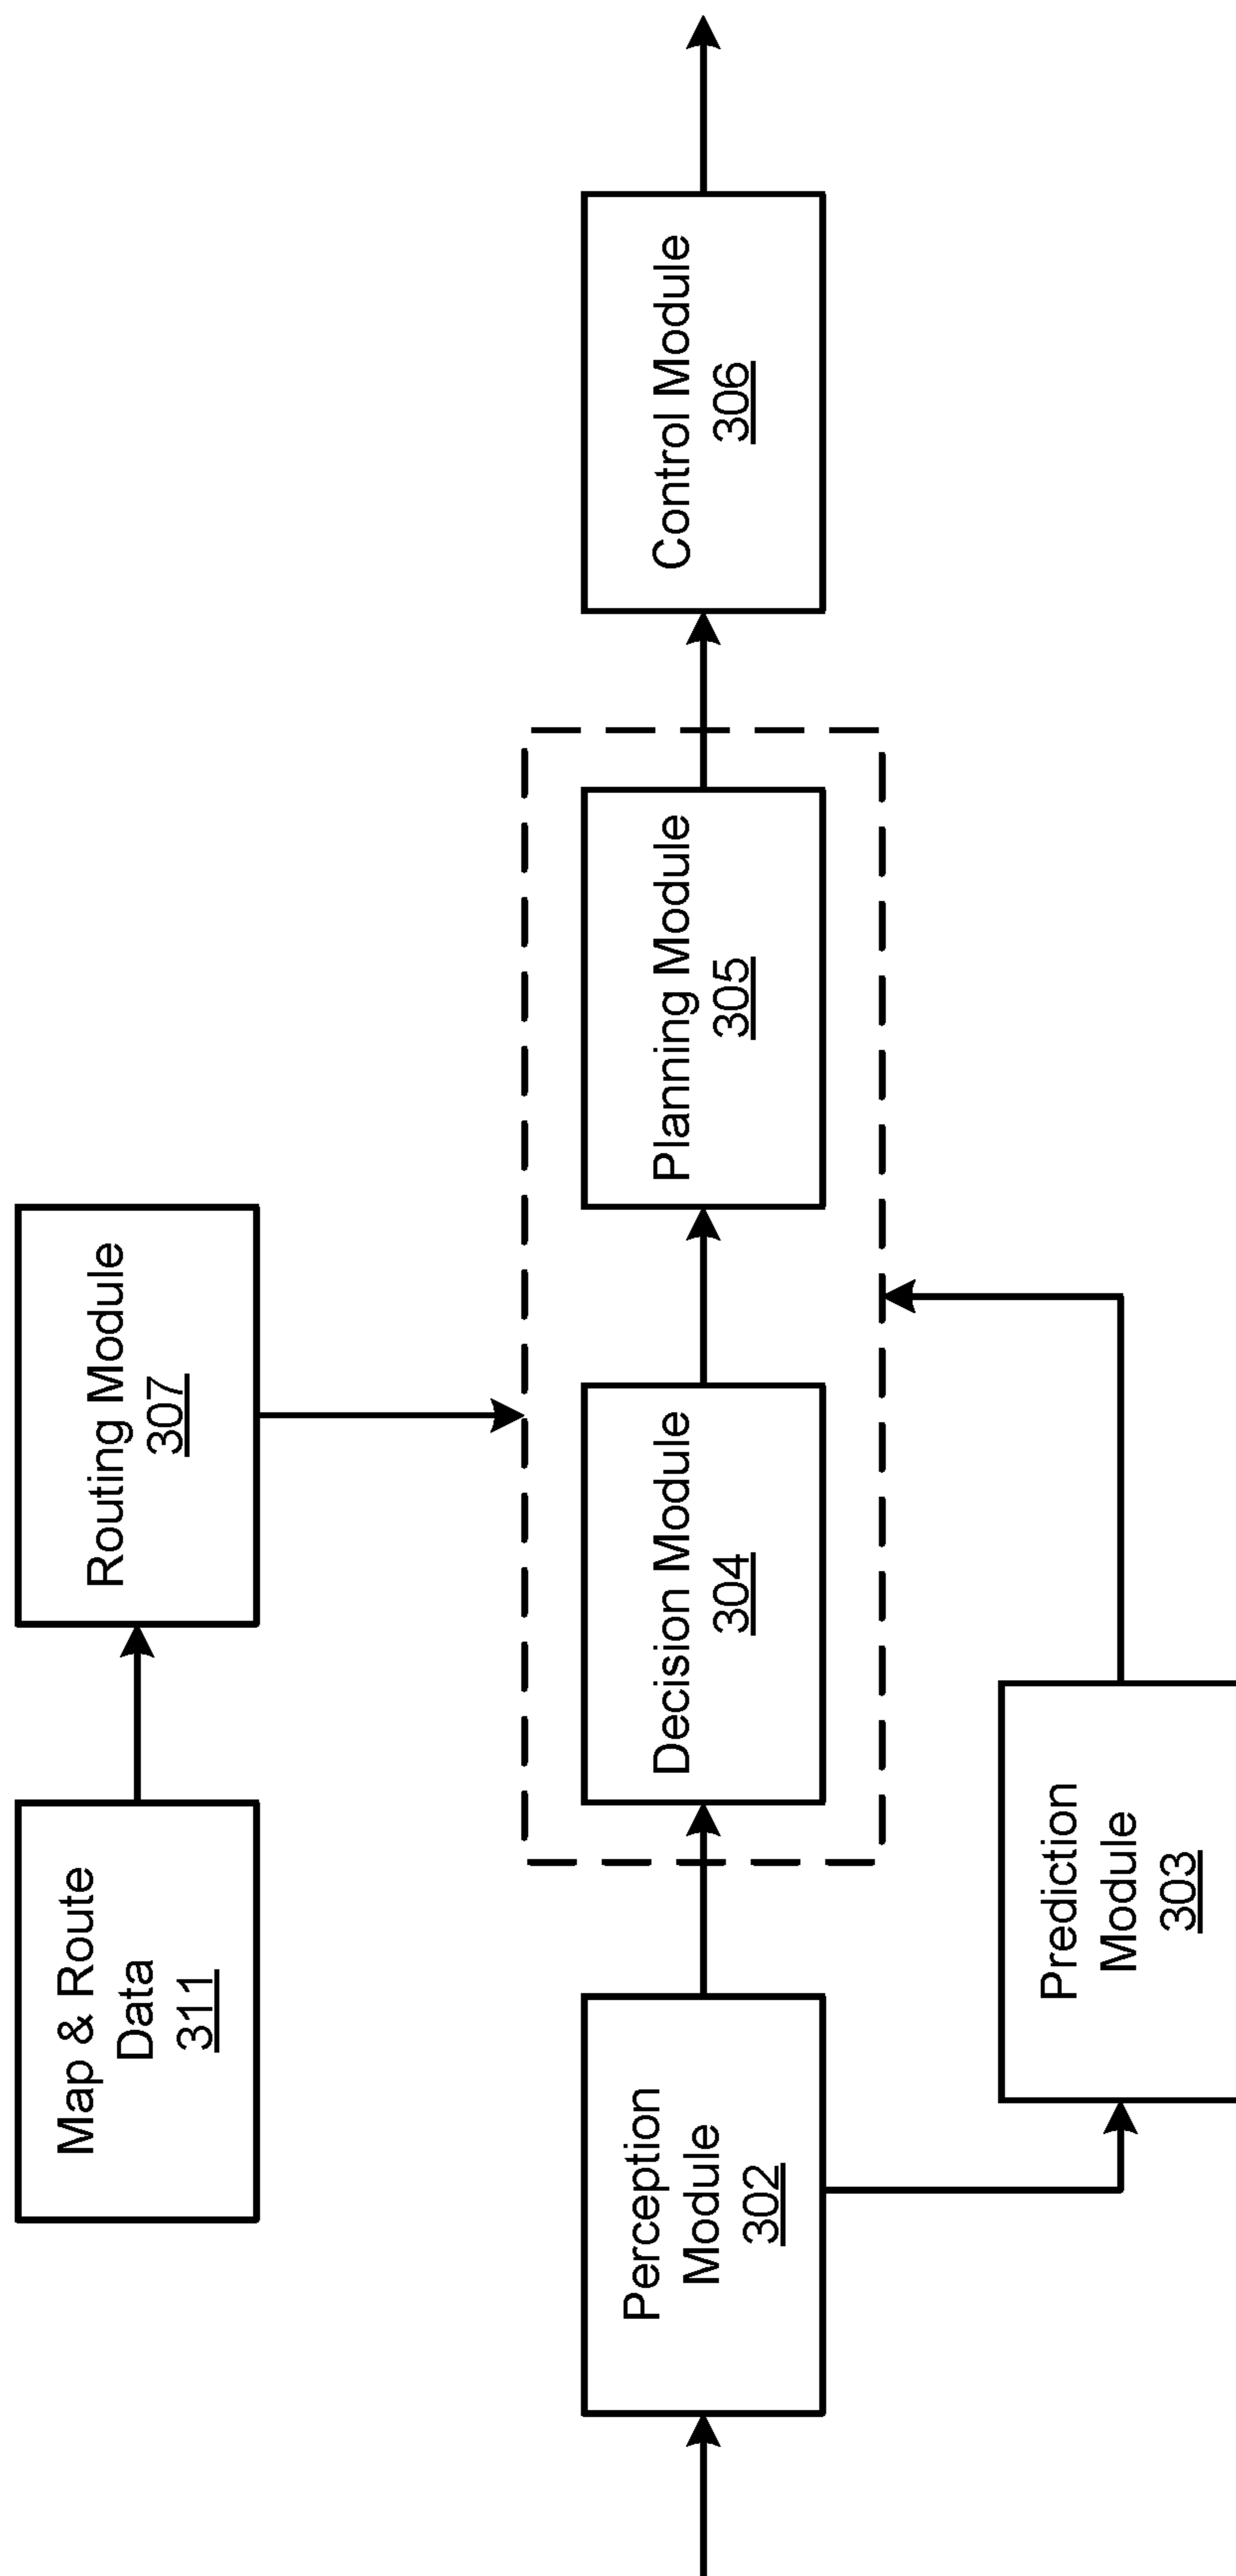 Map & Route
Data
311
Routing Module
307
Perception
Module
302
Decision Module
304
Planning Module
305
Control Module
306
Prediction
Module
303